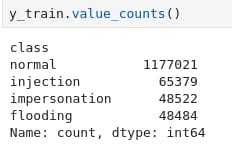 y_train.value_counts()
class
normal 1177021
injection 65379
impersonation 48522
flooding 48484
Name: count, dtype: int64